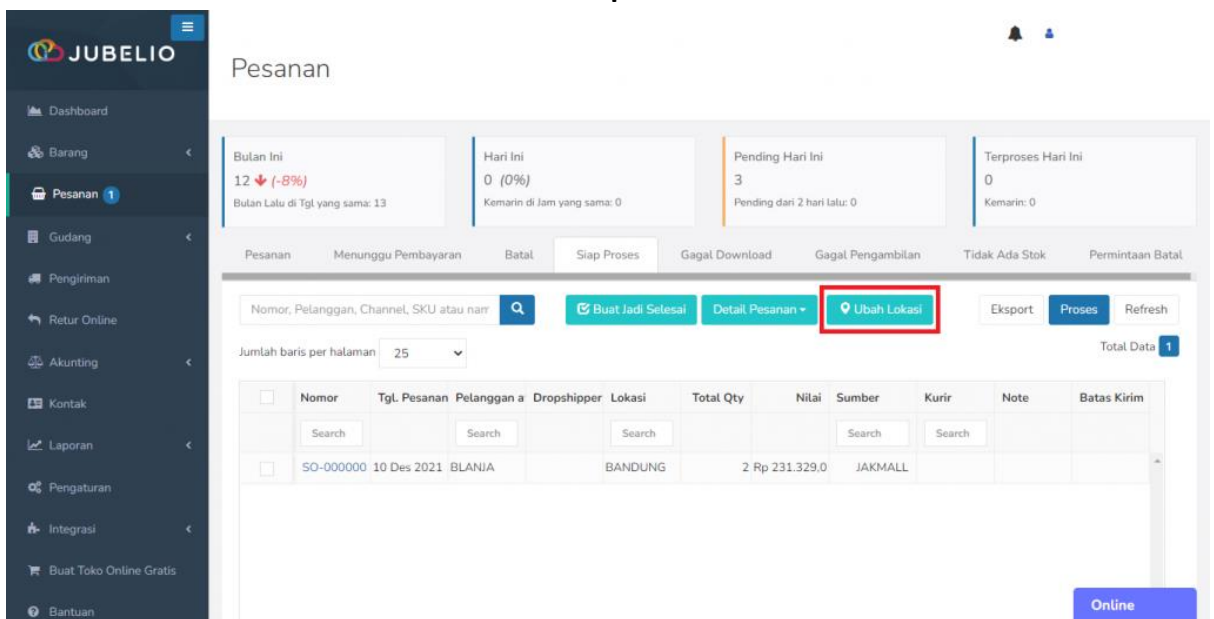 JUBELIO
Pesanan
Dashboard
Barang
Pesanan 1
Gudang
Pengiriman
Retur Online
Akunting
Kontak
Laporan
Pengaturan
Integrasi
Buat Toko Online Gratis
Bantuan
Bulan Ini
12 (-8%)
Bulan Lalu di Tgl yang sama: 13
Hari Ini
0 (0%)
Kemarin di Jam yang sama: 0
Pending Hari Ini
3
Pending dari 2 hari lalu: 0
Terproses Hari Ini
0
Kemarin: 0
Pesanan Menunggu Pembayaran Batal Siap Proses Gagal Download Gagal Pengambilan Tidak Ada Stok Permintaan Batal
Nomor, Pelanggan, Channel, SKU atau nam Buat Jadi Selesai Detail Pesanan Ubah Lokasi Eksport Proses Refresh
Jumlah baris per halaman 25 Total Data 1
Nomor Tgl. Pesanan Pelanggan a Dropshipper Lokasi Total Qty Nilai Sumber Kurir Note Batas Kirim
Search Search Search Search Search
SO-000000 10 Des 2021 BLANJA BANDUNG 2 Rp 231.329,0 JAKMALL
Online